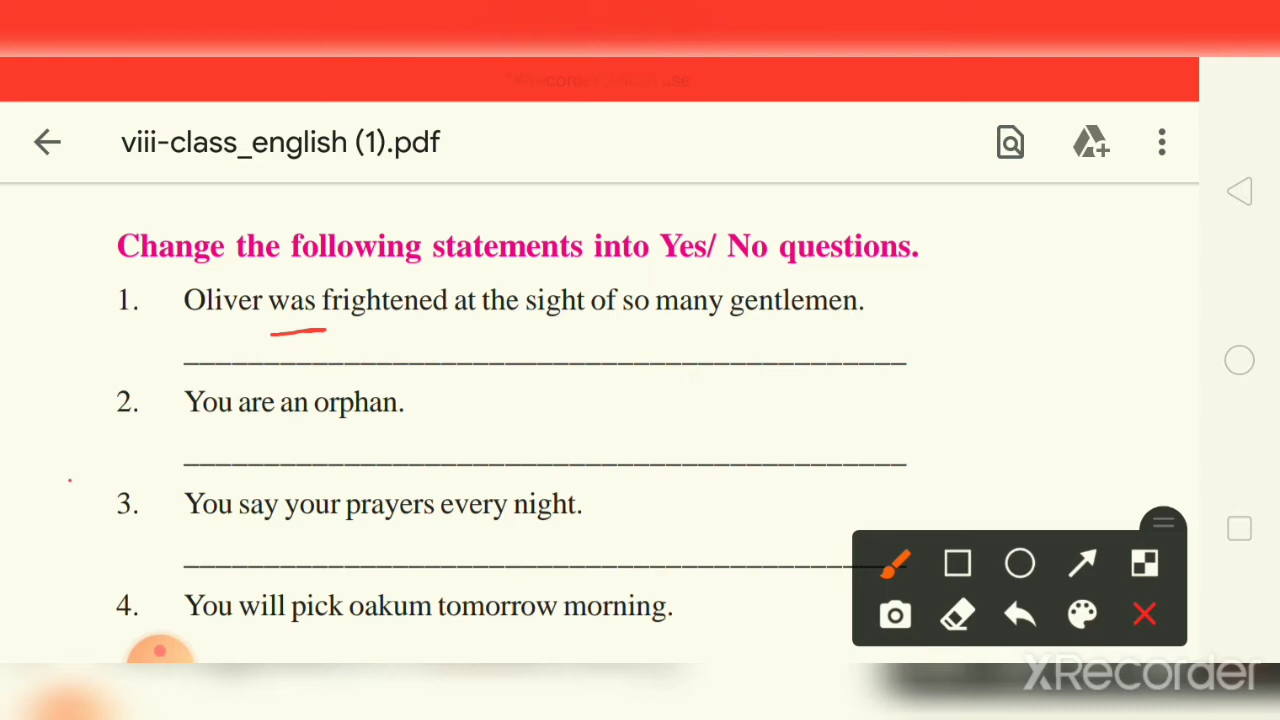 viii-class_english (1).pdf
Change the following statements into Yes/ No questions.
1. Oliver was frightened at the sight of so many gentlemen.
2. You are an orphan.
3. You say your prayers every night.
4. You will pick oakum tomorrow morning.
XRecorder